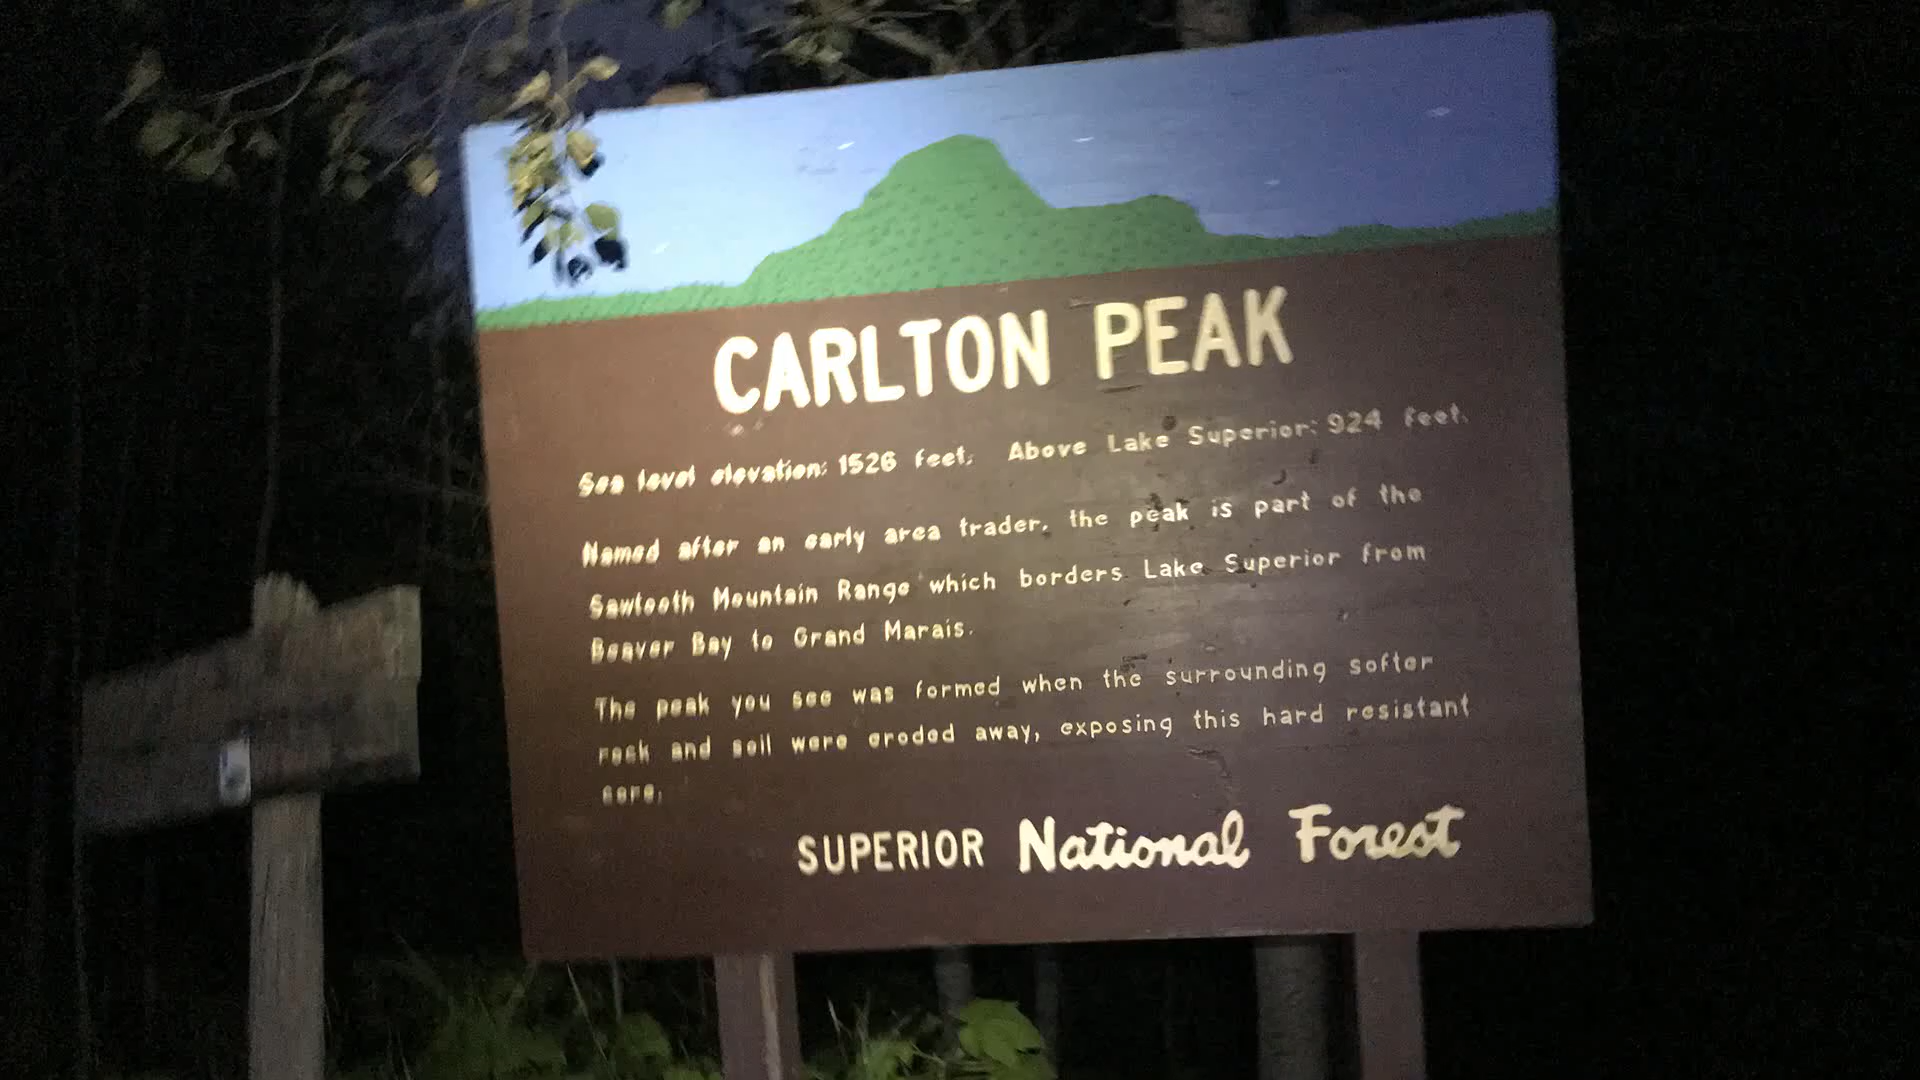 CARLTON PEAK
Sea level elevation: 1526 feet. Above Lake Superior: 924 feet.
Named after an early area trader, the peak is part of the
Sawtooth Mountain Range which borders Lake Superior from
Beaver Bay to Grand Marais.
The peak you see was formed when the surrounding softer
rock and soil were eroded away, exposing this hard resistant
core.
SUPERIOR National Forest